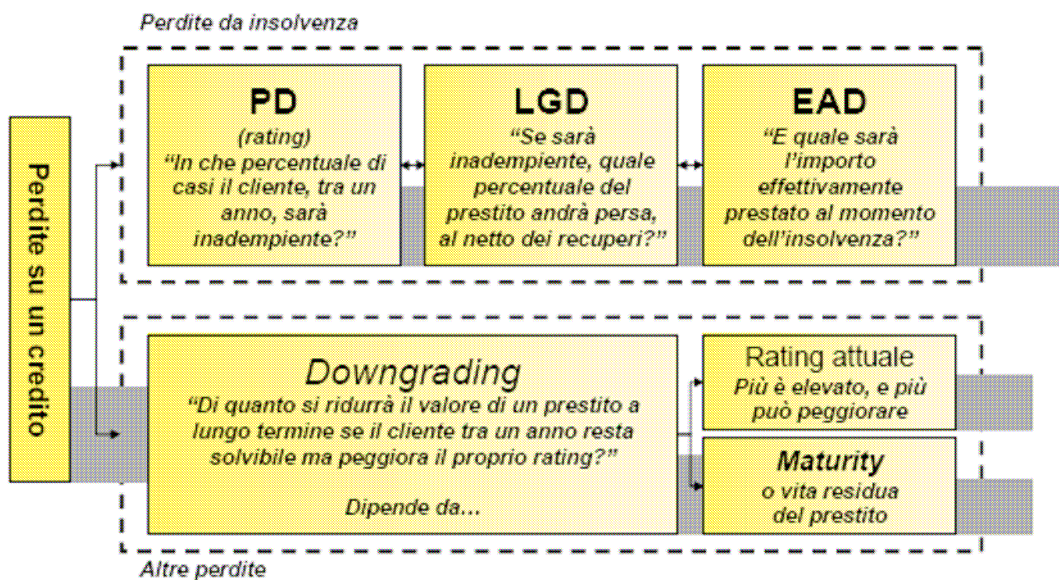 Perdite da insolvenza
Perdite su un credito
PD
(rating)
“In che percentuale di
casi il cliente, tra un
anno, sarà
inadempiente?”
LGD
“Se sarà
inadempiente, quale
percentuale del
prestito andrà persa,
al netto dei recuperi?”
EAD
“E quale sarà
l’importo
effettivamente
prestato al momento
dell’insolvenza?”
Downgrading
“Di quanto si ridurrà il valore di un prestito a
lungo termine se il cliente tra un anno resta
solvibile ma peggiora il proprio rating?”
Dipende da...
Rating attuale
Più è elevato, e più
può peggiorare
Maturity
o vita residua
del prestito
Altre perdite